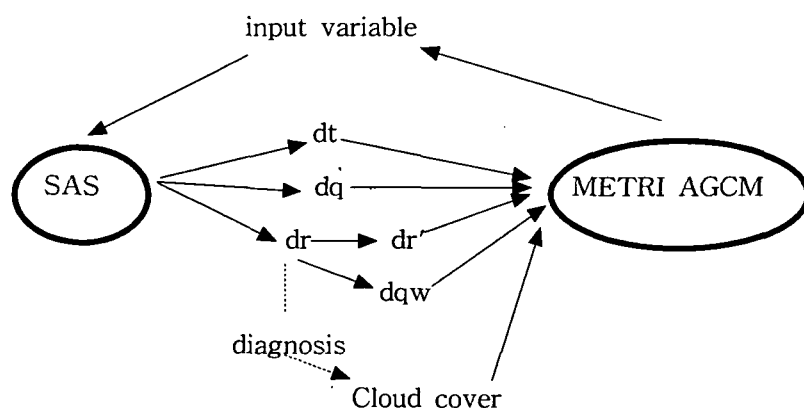 input variable
dt
SAS
dq
METRI AGCM
dr
dr'
dqw
diagnosis
Cloud cover